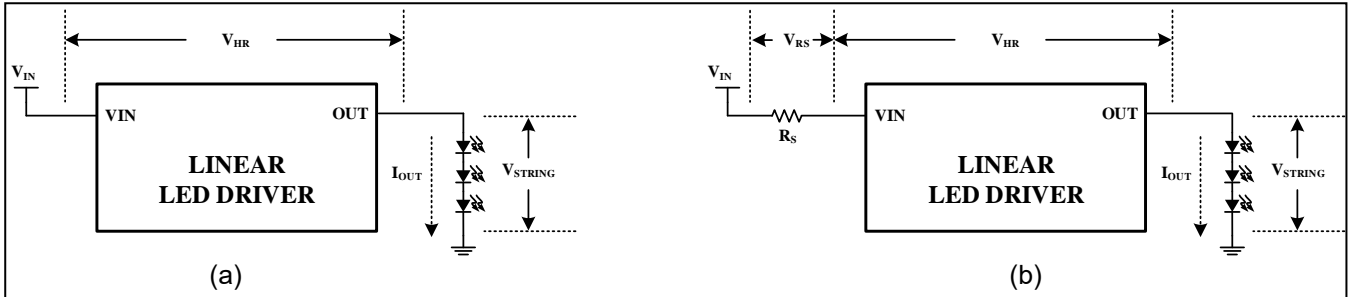 V_HR
V_IN
VIN
OUT
LINEAR
LED DRIVER
I_OUT
V_STRING
(a)
V_RS
V_HR
V_IN
R_S
VIN
OUT
LINEAR
LED DRIVER
I_OUT
V_STRING
(b)